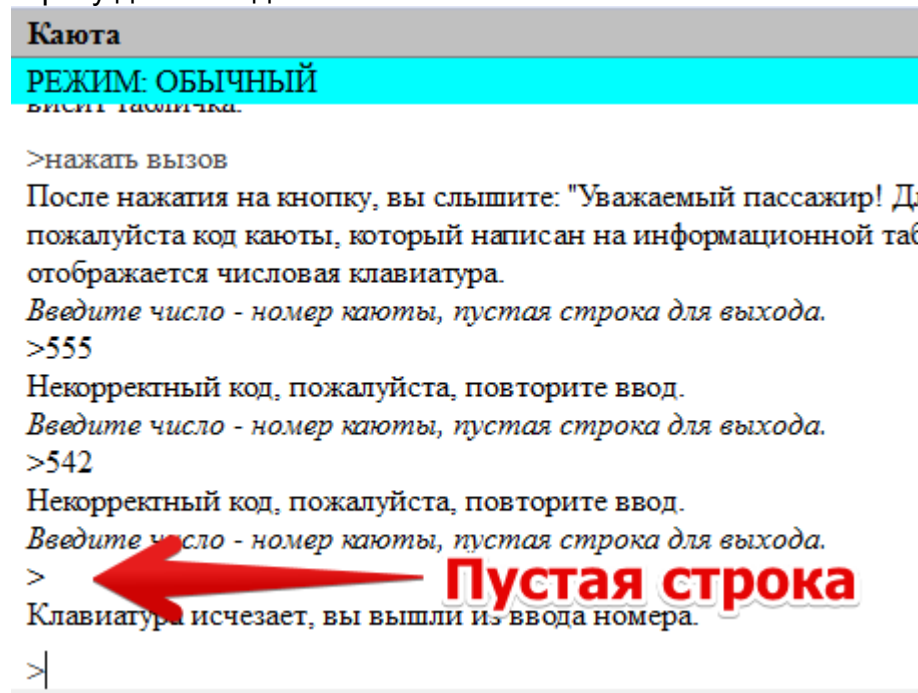 Каюта
РЕЖИМ: ОБЫЧНЫЙ
висит табличка.
>нажать вызов
После нажатия на кнопку, вы слышите: "Уважаемый пассажир!
пожалуйста код каюты, который написан на информационной
отображается числовая клавиатура.
Введите число - номер каюты, пустая строка для выхода.
>555
Некорректный код, пожалуйста, повторите ввод.
Введите число - номер каюты, пустая строка для выхода.
>542
Некорректный код, пожалуйста, повторите ввод.
Введите число - номер каюты, пустая строка для выхода.
>
Пустая строка
Клавиатура исчезает, вы вышли из ввода номера.
>